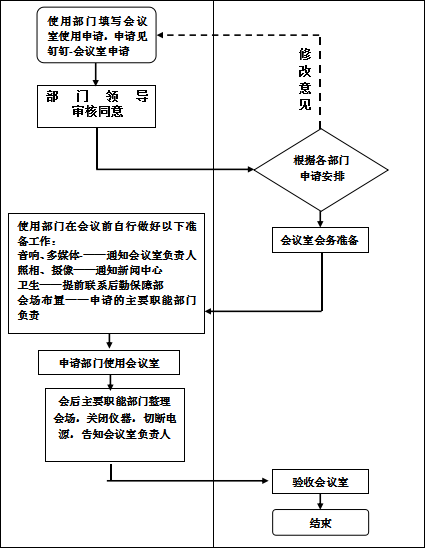 使用部门填写会议
室使用申请，申请见
钉钉-会议室申请
修改意见
部门领导
审核同意
根据各部门
申请安排
使用部门在会议前自行做好以下准
备工作：
音响、多媒体-——通知会议室负责人
照相、摄像——通知新闻中心
卫生——提前联系后勤保障部
会场布置——申请的主要职能部门
负责
会议室会务准备
申请部门使用会议室
会后主要职能部门整理
会场，关闭仪器，切断电
源，告知会议室负责人
验收会议室
结束